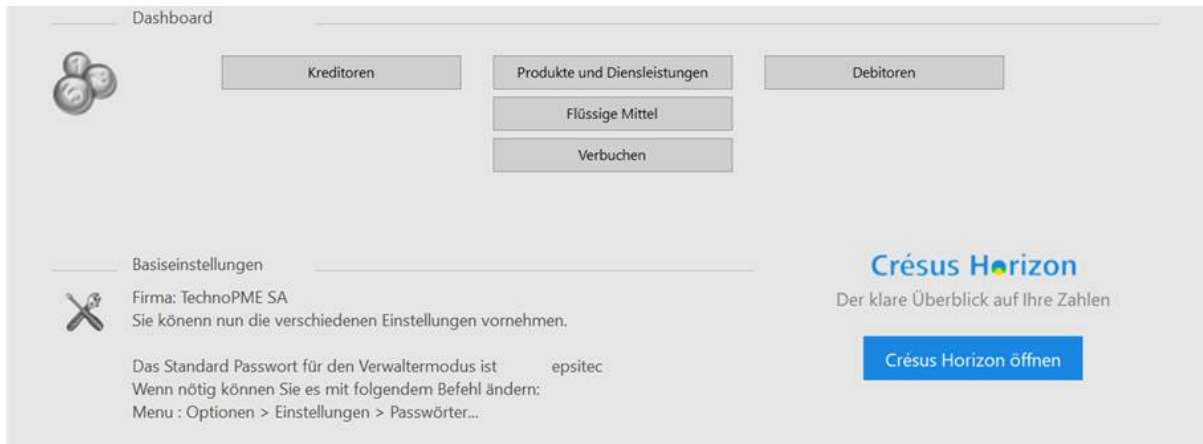 Dashboard
Kreditoren
Produkte und Diensleistungen
Debitoren
Flüssige Mittel
Verbuchen
Basiseinstellungen
Firma: TechnoPME SA
Sie könenn nun die verschiedenen Einstellungen vornehmen.
Das Standard Passwort für den Verwaltermodus ist epsitec
Wenn nötig können Sie es mit folgendem Befehl ändern:
Menu : Optionen > Einstellungen > Passwörter...
Crésus Horizon
Der klare Überblick auf Ihre Zahlen
Crésus Horizon öffnen